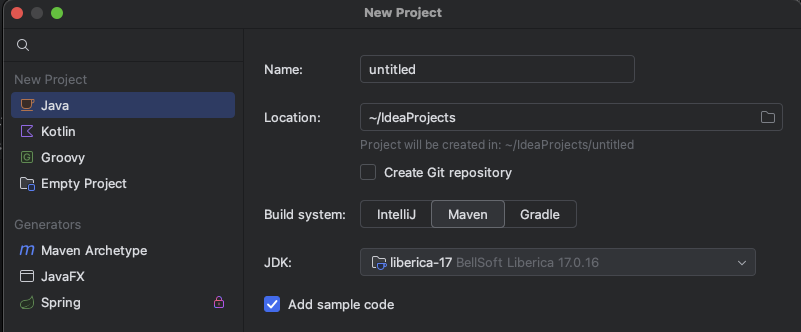 New Project
New Project
Java
Kotlin
Groovy
Empty Project
Generators
Maven Archetype
JavaFX
Spring
Name: untitled
Location: ~/IdeaProjects
Project will be created in: ~/IdeaProjects/untitled
Create Git repository
Build system: IntelliJ Maven Gradle
JDK: liberica-17 BellSoft Liberica 17.0.16
Add sample code